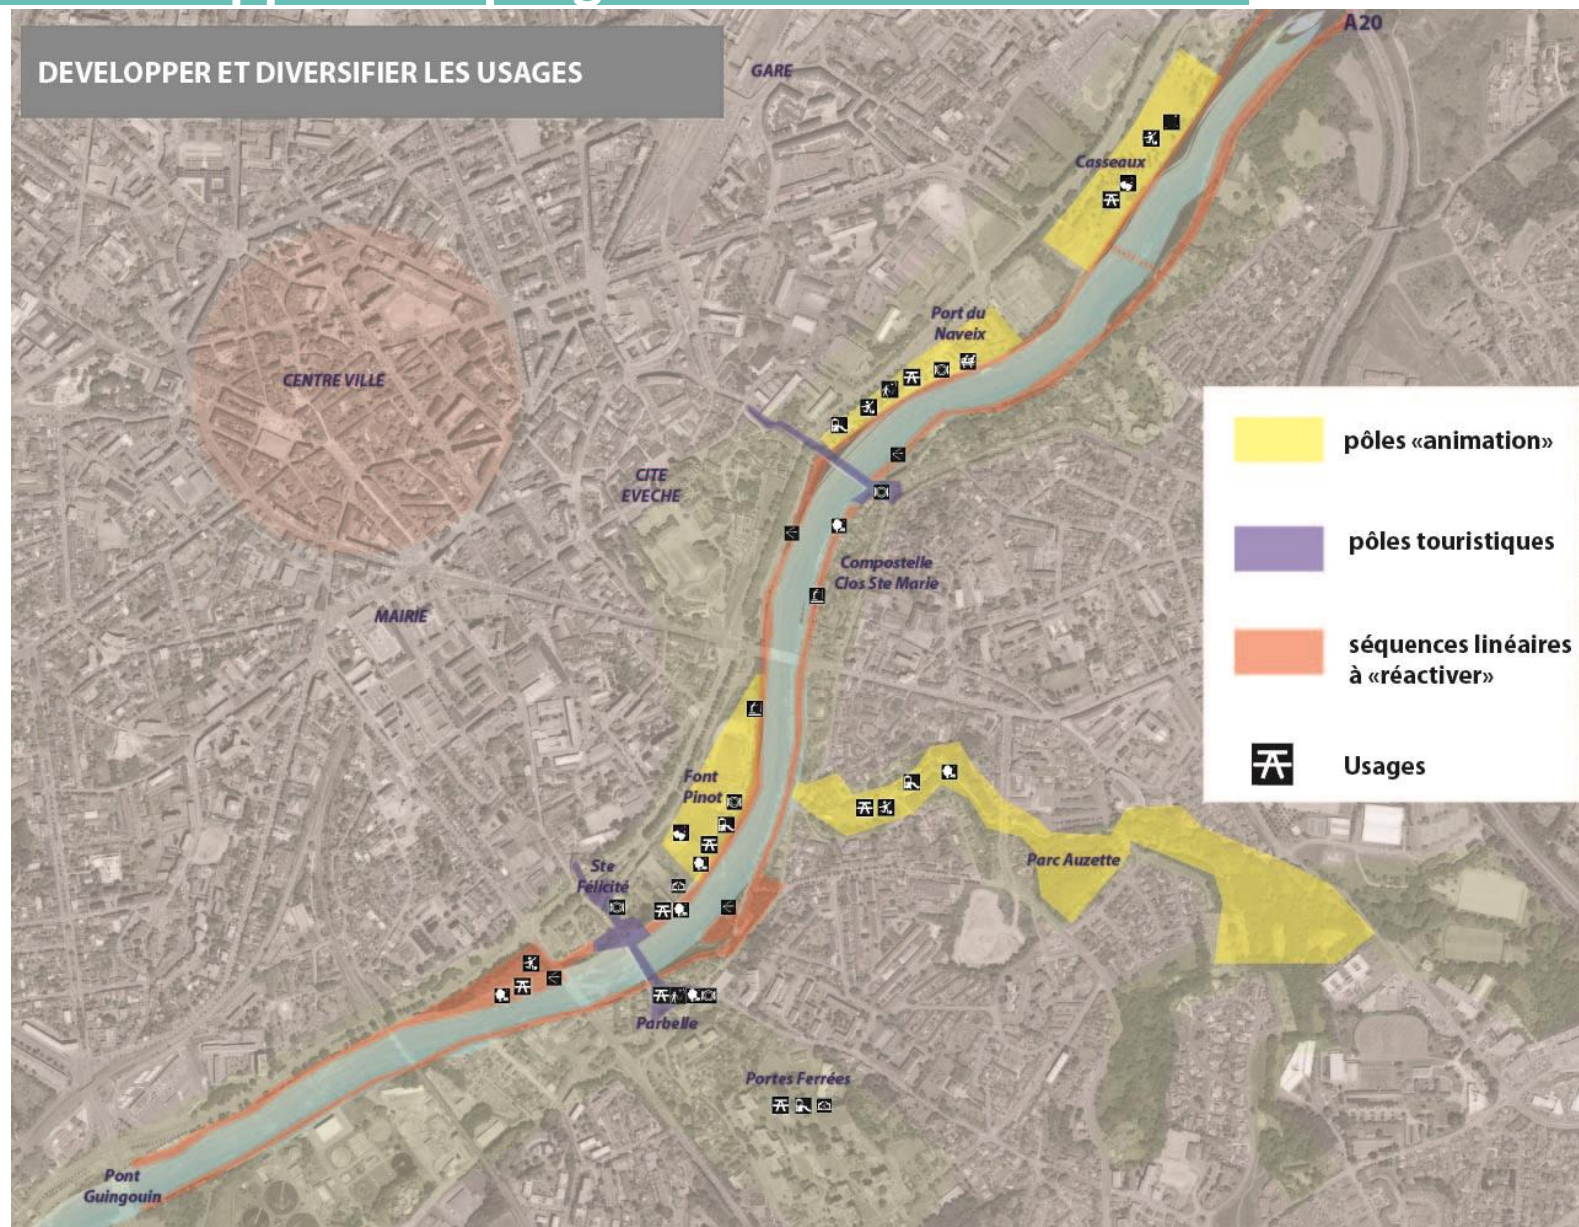 DEVELOPPER ET DIVERSIFIER LES USAGES
A20
GARE
Casseaux
Port du
Naveix
CENTRE VILLE
CITE
EVECHE
Compostelle
Clos Ste Marie
MAIRIE
Font
Pinot
Ste
Félicité
Parc Auzette
Parbelle
Portes Ferrées
Pont
Guingouin
pôles «animation»
pôles touristiques
séquences linéaires
à «réactiver»
Usages